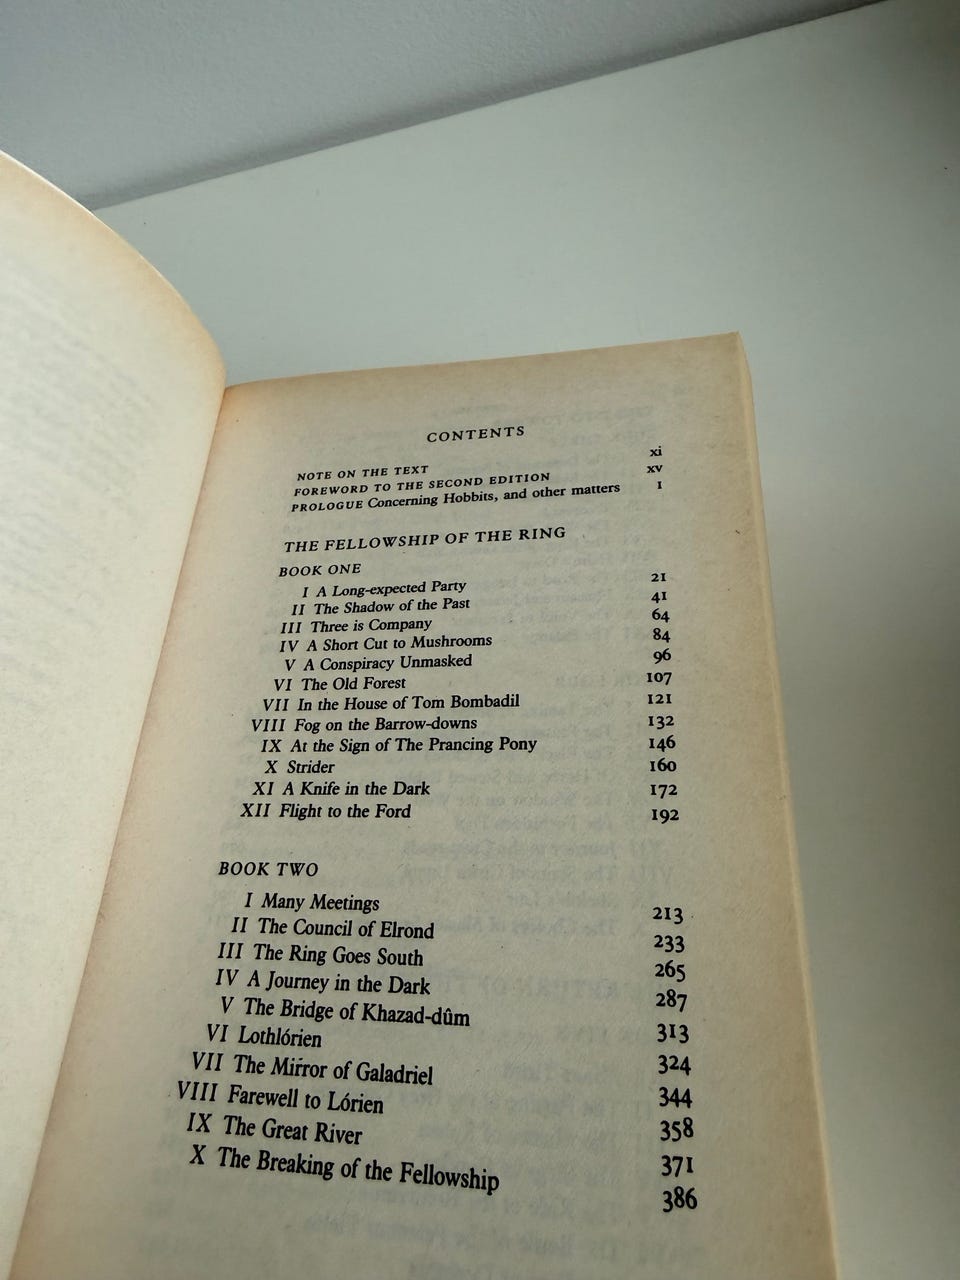 CONTENTS
NOTE ON THE TEXT xi
FOREWORD TO THE SECOND EDITION xv
PROLOGUE Concerning Hobbits, and other matters 1
THE FELLOWSHIP OF THE RING
BOOK ONE
I A Long-expected Party 21
II The Shadow of the Past 41
III Three is Company 64
IV A Short Cut to Mushrooms 84
V A Conspiracy Unmasked 96
VI The Old Forest 107
VII In the House of Tom Bombadil 121
VIII Fog on the Barrow-downs 132
IX At the Sign of The Prancing Pony 146
X Strider 160
XI A Knife in the Dark 172
XII Flight to the Ford 192
BOOK TWO
I Many Meetings 213
II The Council of Elrond 233
III The Ring Goes South 265
IV A Journey in the Dark 287
V The Bridge of Khazad-dûm 313
VI Lothlórien 324
VII The Mirror of Galadriel 344
VIII Farewell to Lórien 358
IX The Great River 371
X The Breaking of the Fellowship 386